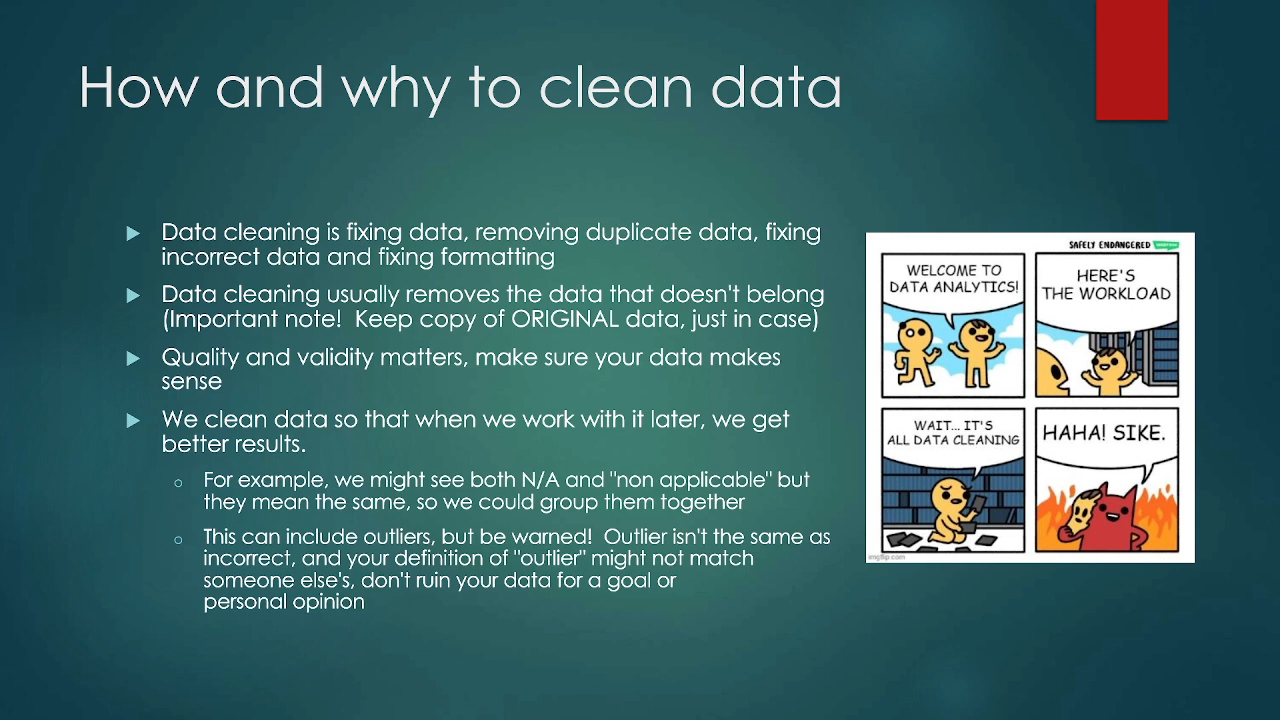 How and why to clean data
Data cleaning is fixing data, removing duplicate data, fixing
incorrect data and fixing formatting
Data cleaning usually removes the data that doesn't belong
(Important note!  Keep copy of ORIGINAL data, just in case)
Quality and validity matters, make sure your data makes
sense
We clean data so that when we work with it later, we get
better results.
For example, we might see both N/A and "non applicable" but
they mean the same, so we could group them together
This can include outliers, but be warned!  Outlier isn't the same as
incorrect, and your definition of "outlier" might not match
someone else's, don't ruin your data for a goal or
personal opinion
SAFELY ENDANGERED
WELCOME TO
DATA ANALYTICS!
HERE'S
THE WORKLOAD
WAIT... IT'S
ALL DATA CLEANING
HAHA! SIKE.
imgflip.com